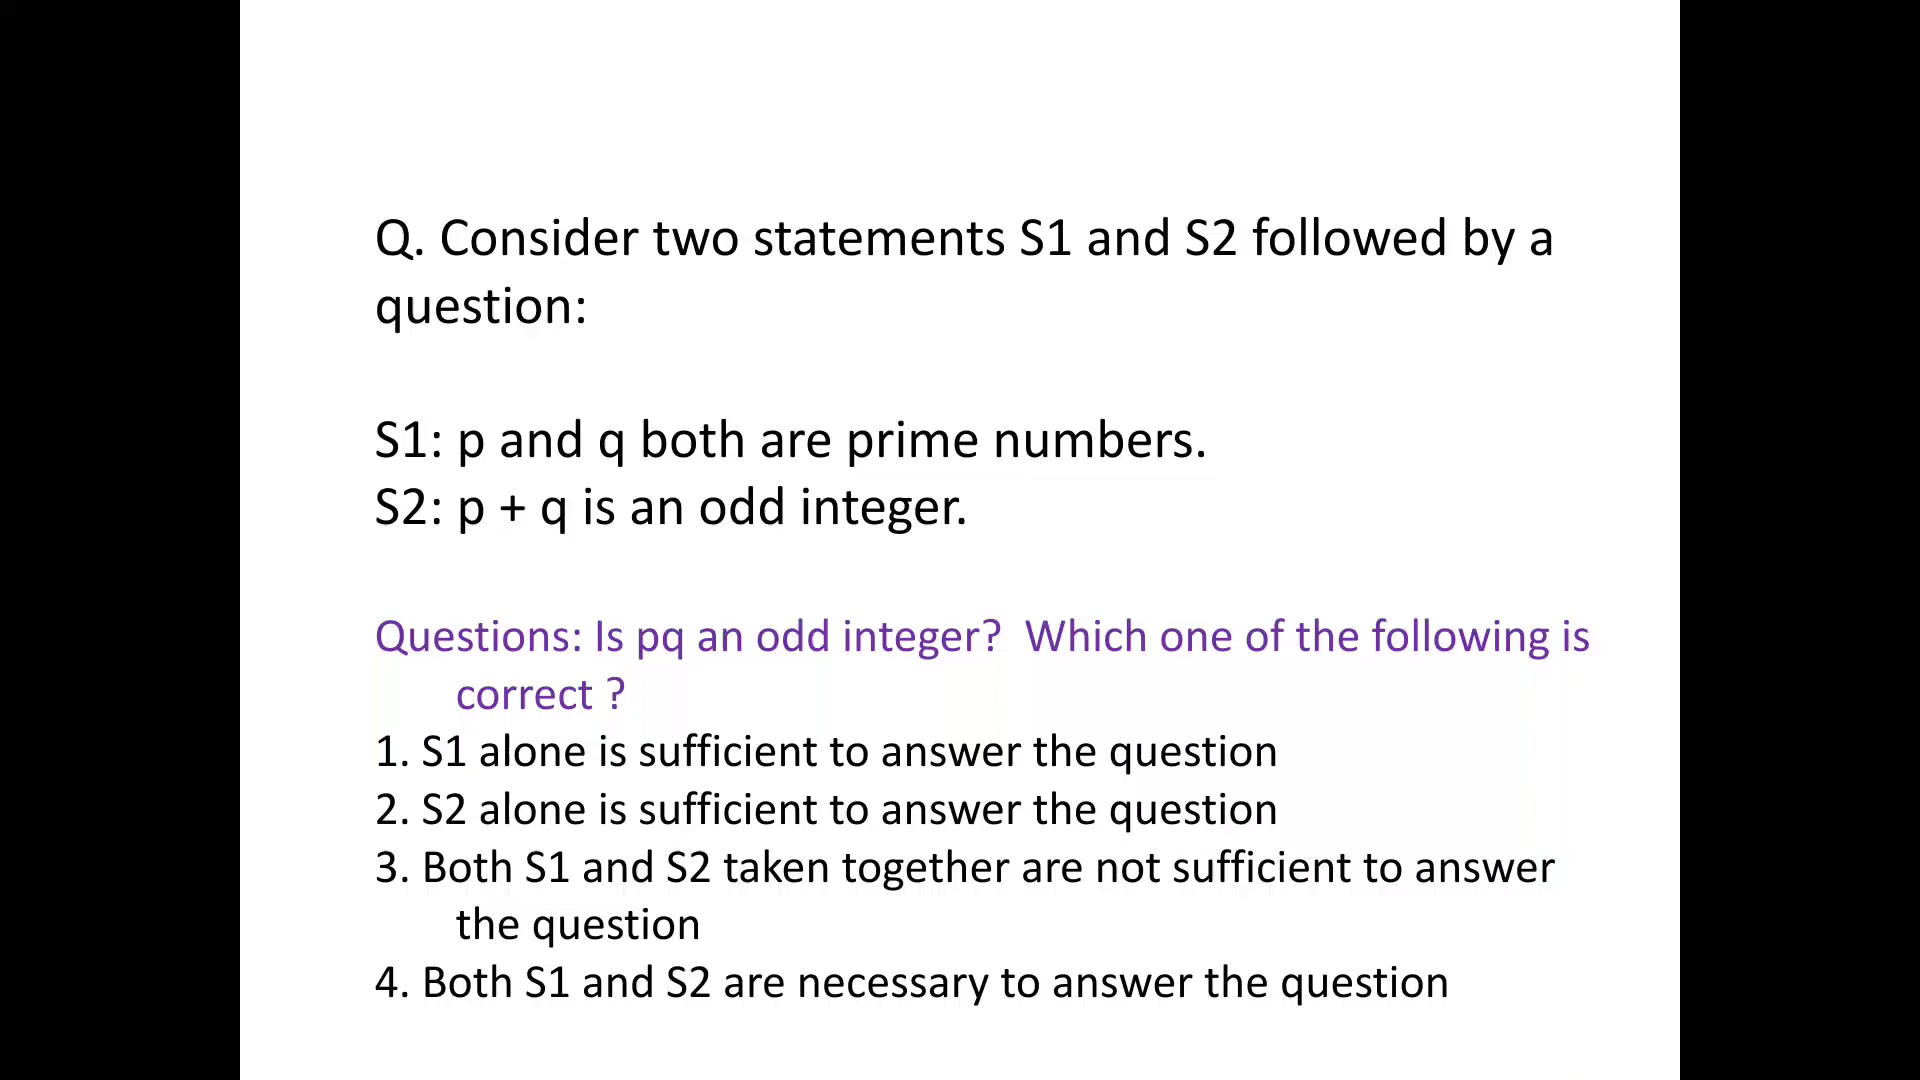 Q. Consider two statements S1 and S2 followed by a
question:
S1: p and q both are prime numbers.
S2: p + q is an odd integer.
Questions: Is pq an odd integer?  Which one of the following is
correct ?
1. S1 alone is sufficient to answer the question
2. S2 alone is sufficient to answer the question
3. Both S1 and S2 taken together are not sufficient to answer
the question
4. Both S1 and S2 are necessary to answer the question